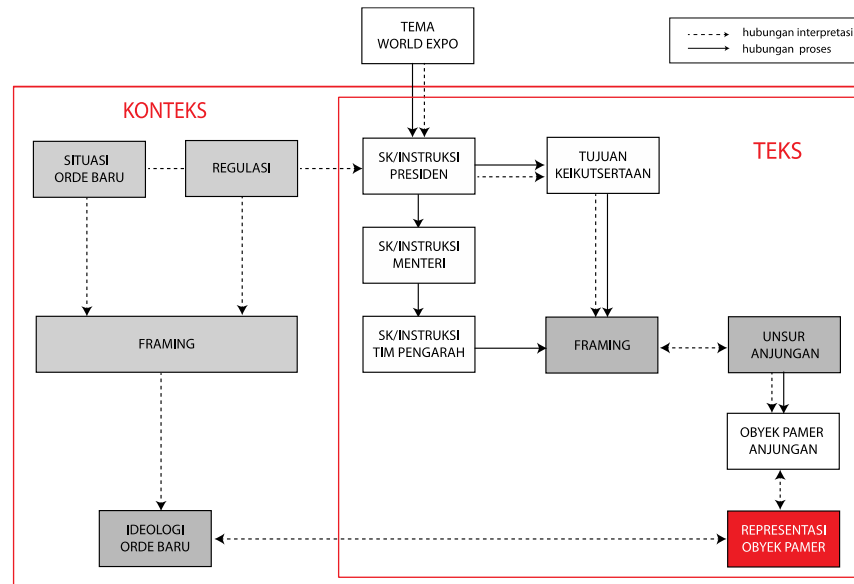 TEMA
WORLD EXPO
hubungan interpretasi
hubungan proses
KONTEKS
TEKS
SITUASI
ORDE BARU
REGULASI
SK/INSTRUKSI
PRESIDEN
TUJUAN
KEIKUTSERTAAN
SK/INSTRUKSI
MENTERI
FRAMING
SK/INSTRUKSI
TIM PENGARAH
FRAMING
UNSUR
ANJUNGAN
OBYEK PAMER
ANJUNGAN
IDEOLOGI
ORDE BARU
REPRESENTASI
OBYEK PAMER